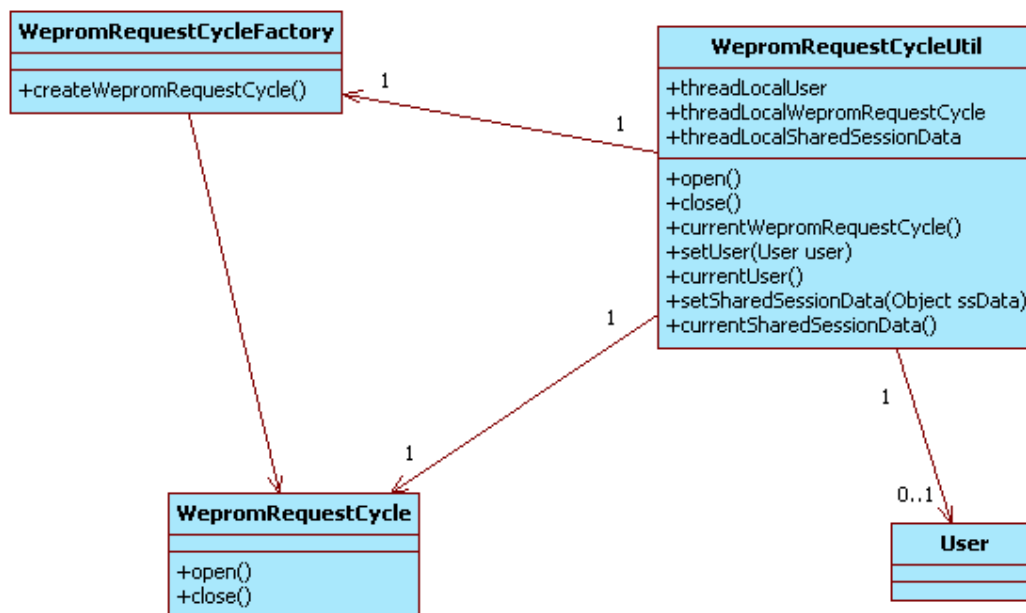 WepromRequestCycleFactory
+createWepromRequestCycle()
WepromRequestCycleUtil
+threadLocalUser
+threadLocalWepromRequestCycle
+threadLocalSharedSessionData
+open()
+close()
+currentWepromRequestCycle()
+setUser(User user)
+currentUser()
+setSharedSessionData(Object ssData)
+currentSharedSessionData()
1
1
1
1
1
0..1
WepromRequestCycle
+open()
+close()
User